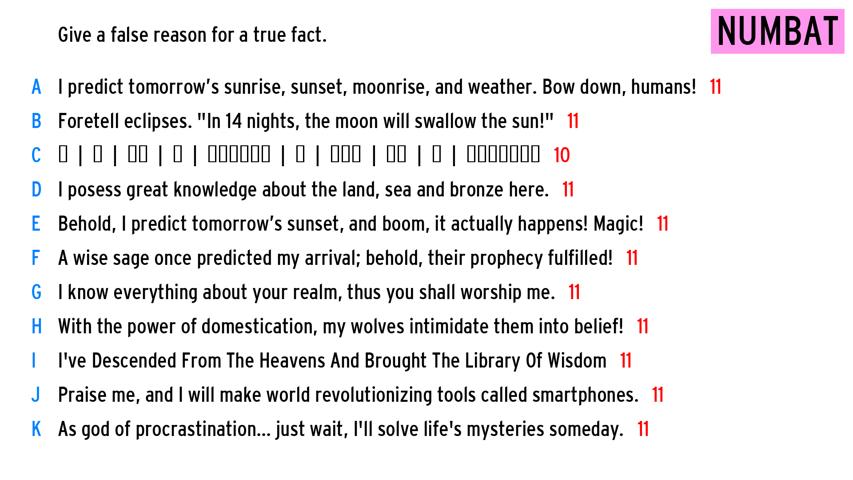 Give a false reason for a true fact.
NUMBAT
A I predict tomorrow’s sunrise, sunset, moonrise, and weather. Bow down, humans! 11
B Foretell eclipses. "In 14 nights, the moon will swallow the sun!" 11
C ▯ | ▯ | ▯▯ | ▯ | ▯▯▯▯▯▯ | ▯ | ▯▯▯ | ▯▯ | ▯ | ▯▯▯▯▯▯▯ 10
D I posess great knowledge about the land, sea and bronze here. 11
E Behold, I predict tomorrow’s sunset, and boom, it actually happens! Magic! 11
F A wise sage once predicted my arrival; behold, their prophecy fulfilled! 11
G I know everything about your realm, thus you shall worship me. 11
H With the power of domestication, my wolves intimidate them into belief! 11
I I've Descended From The Heavens And Brought The Library Of Wisdom 11
J Praise me, and I will make world revolutionizing tools called smartphones. 11
K As god of procrastination... just wait, I'll solve life's mysteries someday. 11